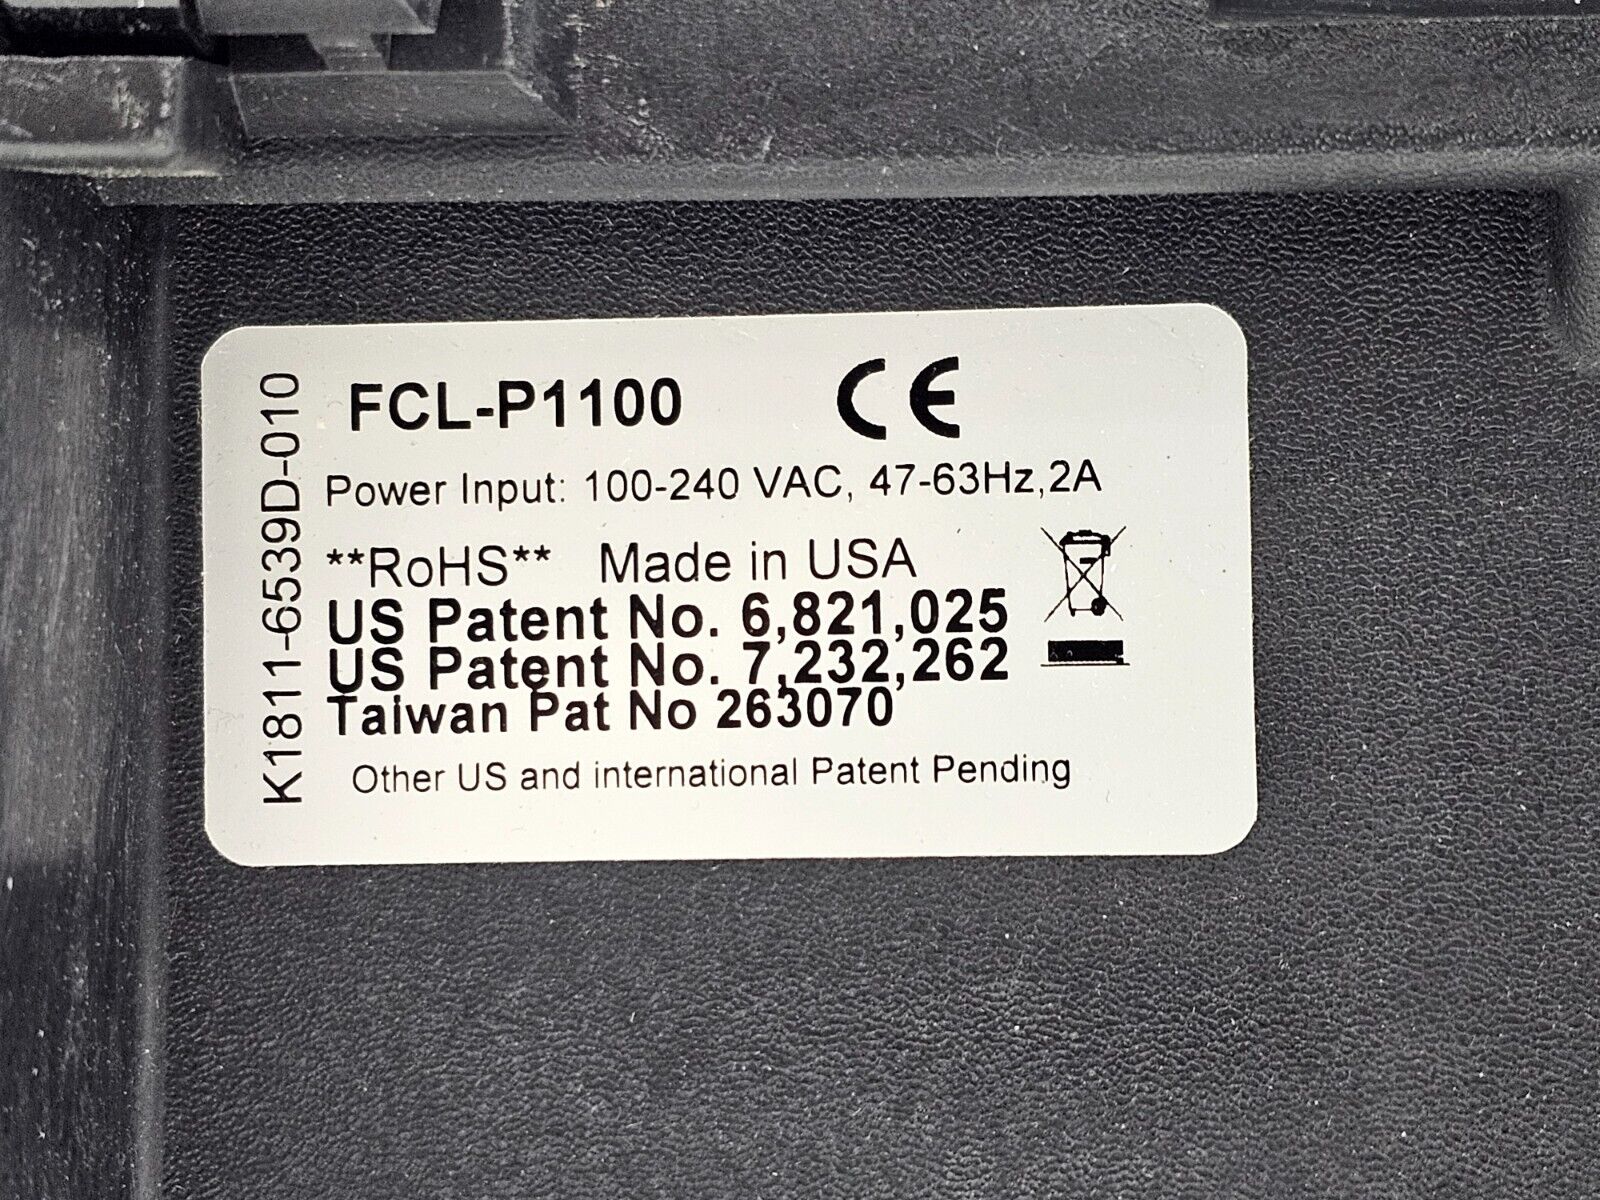 K1811-6539D-010
FCL-P1100 CE
Power Input: 100-240 VAC, 47-63Hz,2A
**RoHS** Made in USA
US Patent No. 6,821,025
US Patent No. 7,232,262
Taiwan Pat No 263070
Other US and international Patent Pending